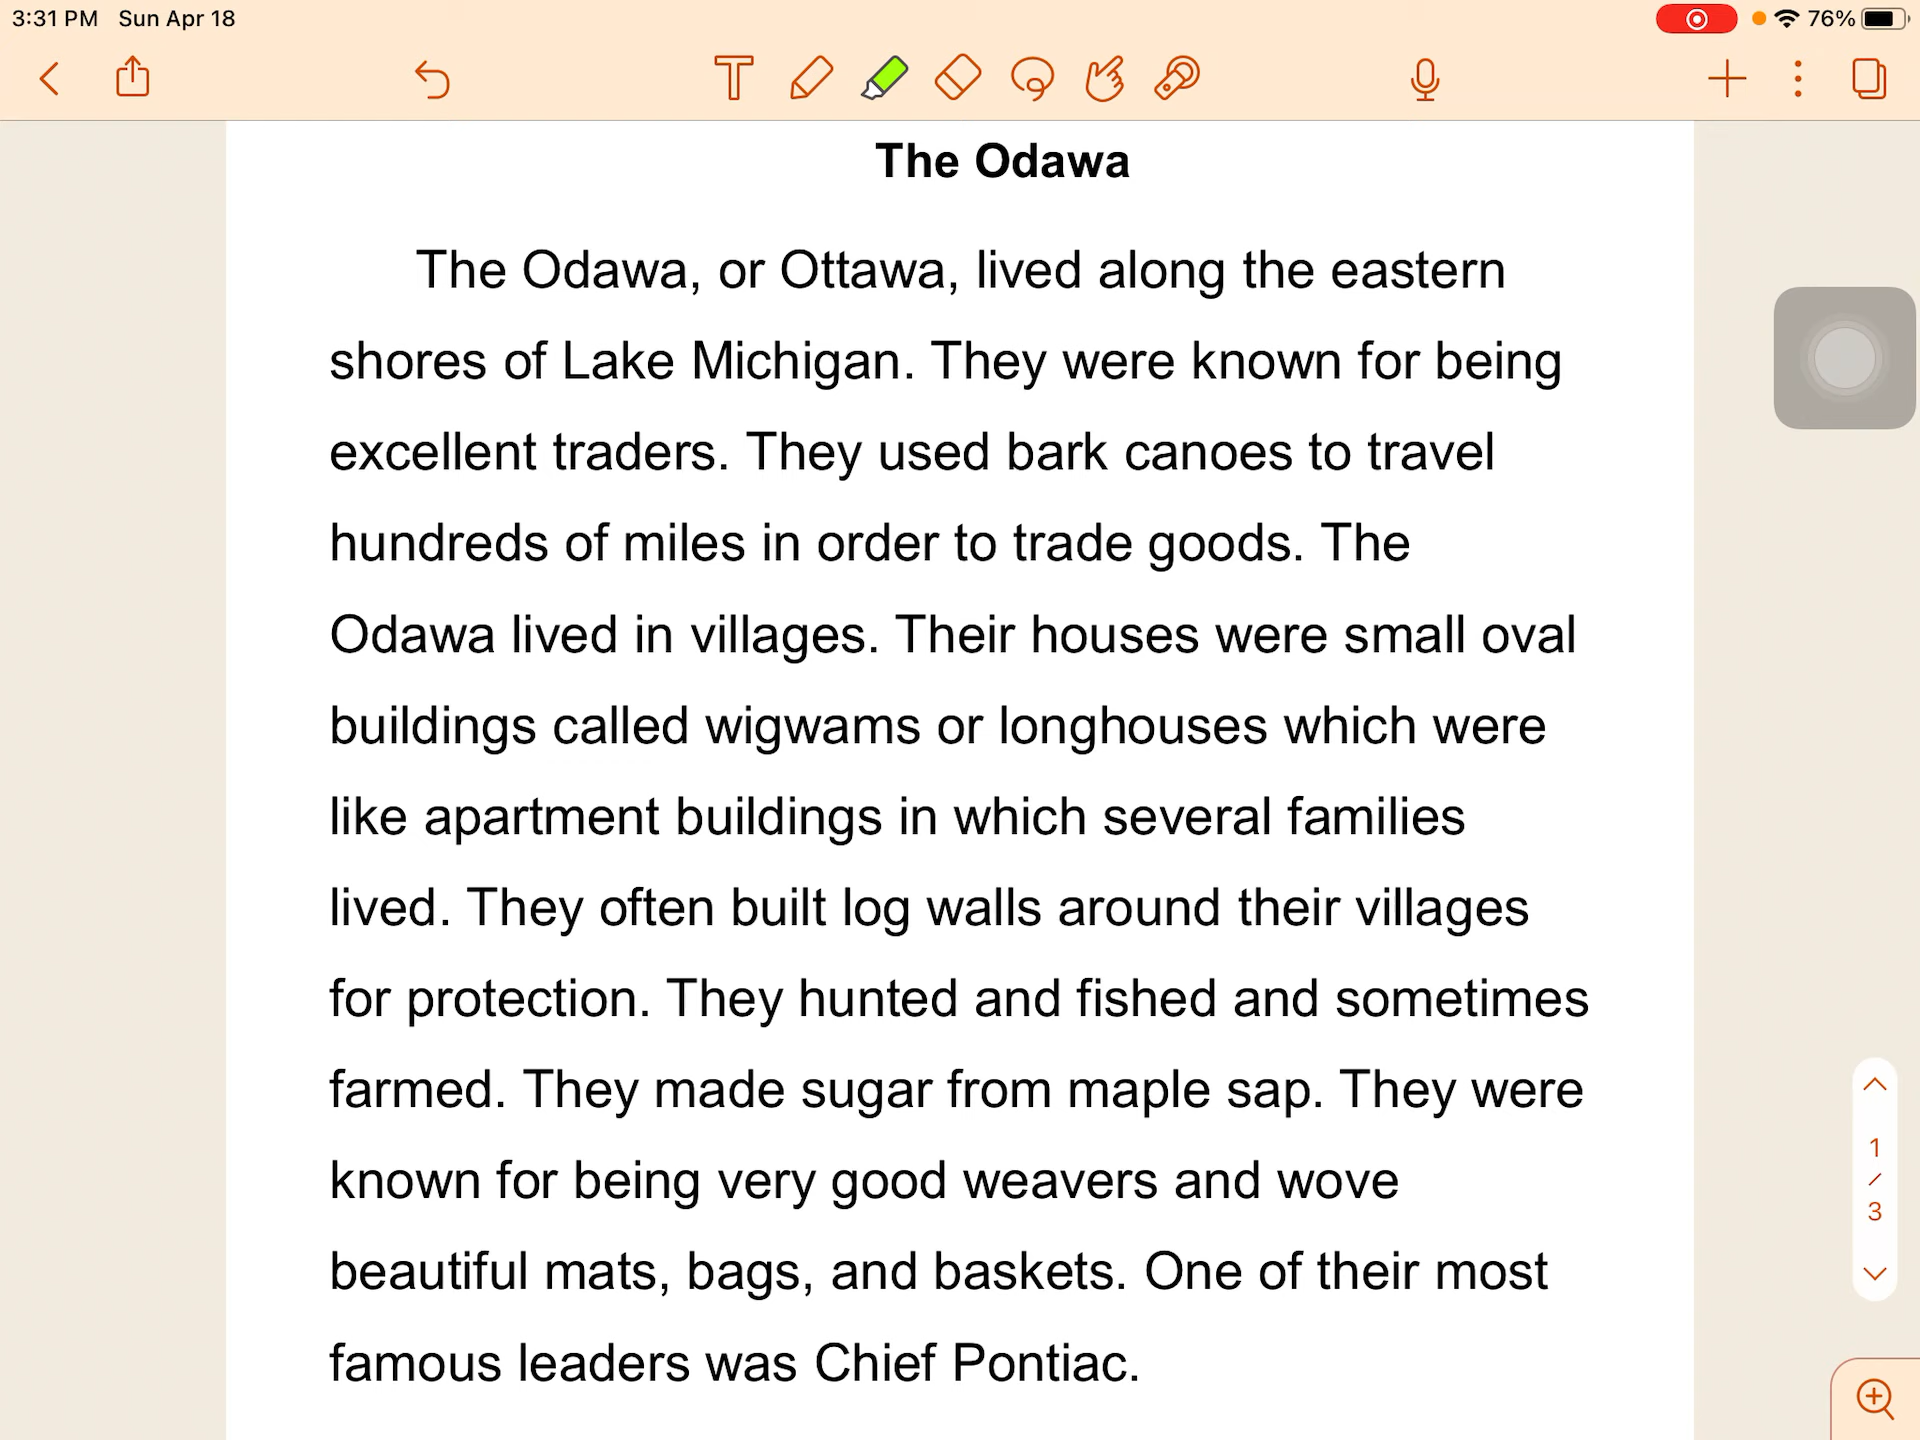 3:31 PM Sun Apr 18
76%
The Odawa
The Odawa, or Ottawa, lived along the eastern
shores of Lake Michigan. They were known for being
excellent traders. They used bark canoes to travel
hundreds of miles in order to trade goods. The
Odawa lived in villages. Their houses were small oval
buildings called wigwams or longhouses which were
like apartment buildings in which several families
lived. They often built log walls around their villages
for protection. They hunted and fished and sometimes
farmed. They made sugar from maple sap. They were
known for being very good weavers and wove
beautiful mats, bags, and baskets. One of their most
famous leaders was Chief Pontiac.
1
/
3